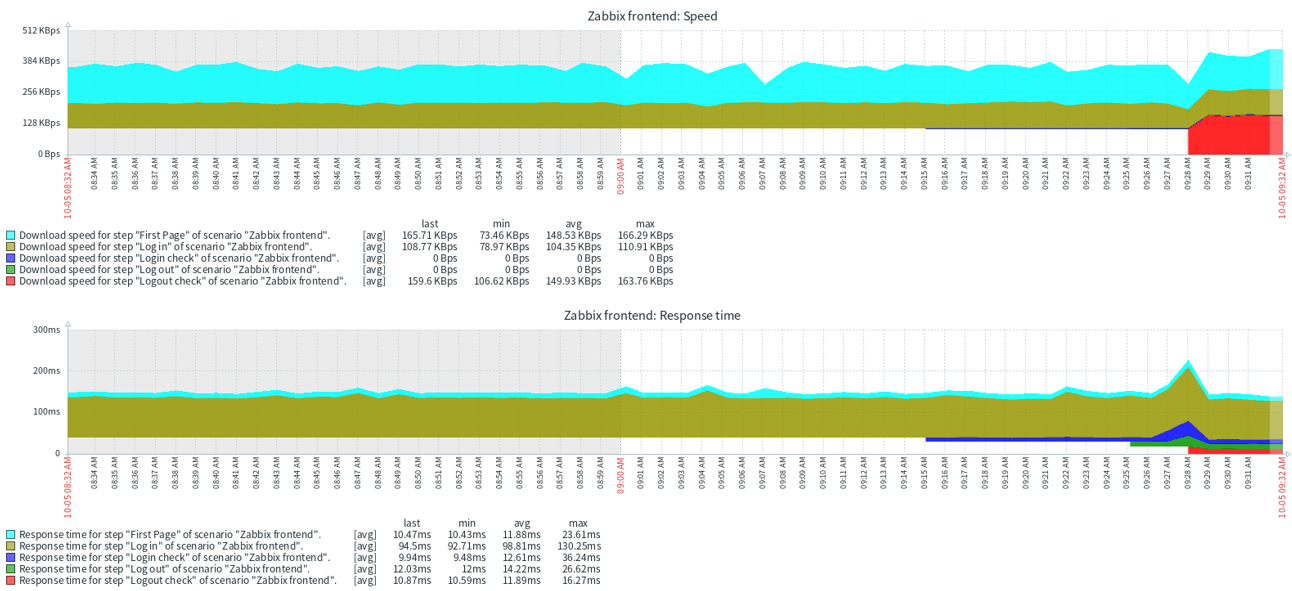 Zabbix frontend: Speed
512 KBps
384 KBps
256 KBps
128 KBps
0 Bps
10-05 08:32 AM 08:34 AM 08:35 AM 08:36 AM 08:37 AM 08:38 AM 08:39 AM 08:40 AM 08:41 AM 08:42 AM 08:43 AM 08:44 AM 08:45 AM 08:46 AM 08:47 AM 08:48 AM 08:49 AM 08:50 AM 08:51 AM 08:52 AM 08:53 AM 08:54 AM 08:55 AM 08:56 AM 08:57 AM 08:58 AM 08:59 AM 09:00 AM 09:01 AM 09:02 AM 09:03 AM 09:04 AM 09:05 AM 09:06 AM 09:07 AM 09:08 AM 09:09 AM 09:10 AM 09:11 AM 09:12 AM 09:13 AM 09:14 AM 09:15 AM 09:16 AM 09:17 AM 09:18 AM 09:19 AM 09:20 AM 09:21 AM 09:22 AM 09:23 AM 09:24 AM 09:25 AM 09:26 AM 09:27 AM 09:28 AM 09:29 AM 09:30 AM 09:31 AM 10-05 09:32 AM
last min avg max
Download speed for step "First Page" of scenario "Zabbix frontend". [avg] 165.71 KBps 73.46 KBps 148.53 KBps 166.29 KBps
Download speed for step "Log in" of scenario "Zabbix frontend". [avg] 108.77 KBps 78.97 KBps 104.35 KBps 110.91 KBps
Download speed for step "Login check" of scenario "Zabbix frontend". [avg] 0 Bps 0 Bps 0 Bps 0 Bps
Download speed for step "Log out" of scenario "Zabbix frontend". [avg] 0 Bps 0 Bps 0 Bps 0 Bps
Download speed for step "Logout check" of scenario "Zabbix frontend". [avg] 159.6 KBps 106.62 KBps 149.93 KBps 163.76 KBps
Zabbix frontend: Response time
300ms
200ms
100ms
0
10-05 08:32 AM 08:34 AM 08:35 AM 08:36 AM 08:37 AM 08:38 AM 08:39 AM 08:40 AM 08:41 AM 08:42 AM 08:43 AM 08:44 AM 08:45 AM 08:46 AM 08:47 AM 08:48 AM 08:49 AM 08:50 AM 08:51 AM 08:52 AM 08:53 AM 08:54 AM 08:55 AM 08:56 AM 08:57 AM 08:58 AM 08:59 AM 09:00 AM 09:01 AM 09:02 AM 09:03 AM 09:04 AM 09:05 AM 09:06 AM 09:07 AM 09:08 AM 09:09 AM 09:10 AM 09:11 AM 09:12 AM 09:13 AM 09:14 AM 09:15 AM 09:16 AM 09:17 AM 09:18 AM 09:19 AM 09:20 AM 09:21 AM 09:22 AM 09:23 AM 09:24 AM 09:25 AM 09:26 AM 09:27 AM 09:28 AM 09:29 AM 09:30 AM 09:31 AM 10-05 09:32 AM
last min avg max
Response time for step "First Page" of scenario "Zabbix frontend". [avg] 10.47ms 10.43ms 11.88ms 23.61ms
Response time for step "Log in" of scenario "Zabbix frontend". [avg] 94.5ms 92.71ms 98.81ms 130.25ms
Response time for step "Login check" of scenario "Zabbix frontend". [avg] 9.94ms 9.48ms 12.61ms 36.24ms
Response time for step "Log out" of scenario "Zabbix frontend". [avg] 12.03ms 12ms 14.22ms 26.62ms
Response time for step "Logout check" of scenario "Zabbix frontend". [avg] 10.87ms 10.59ms 11.89ms 16.27ms